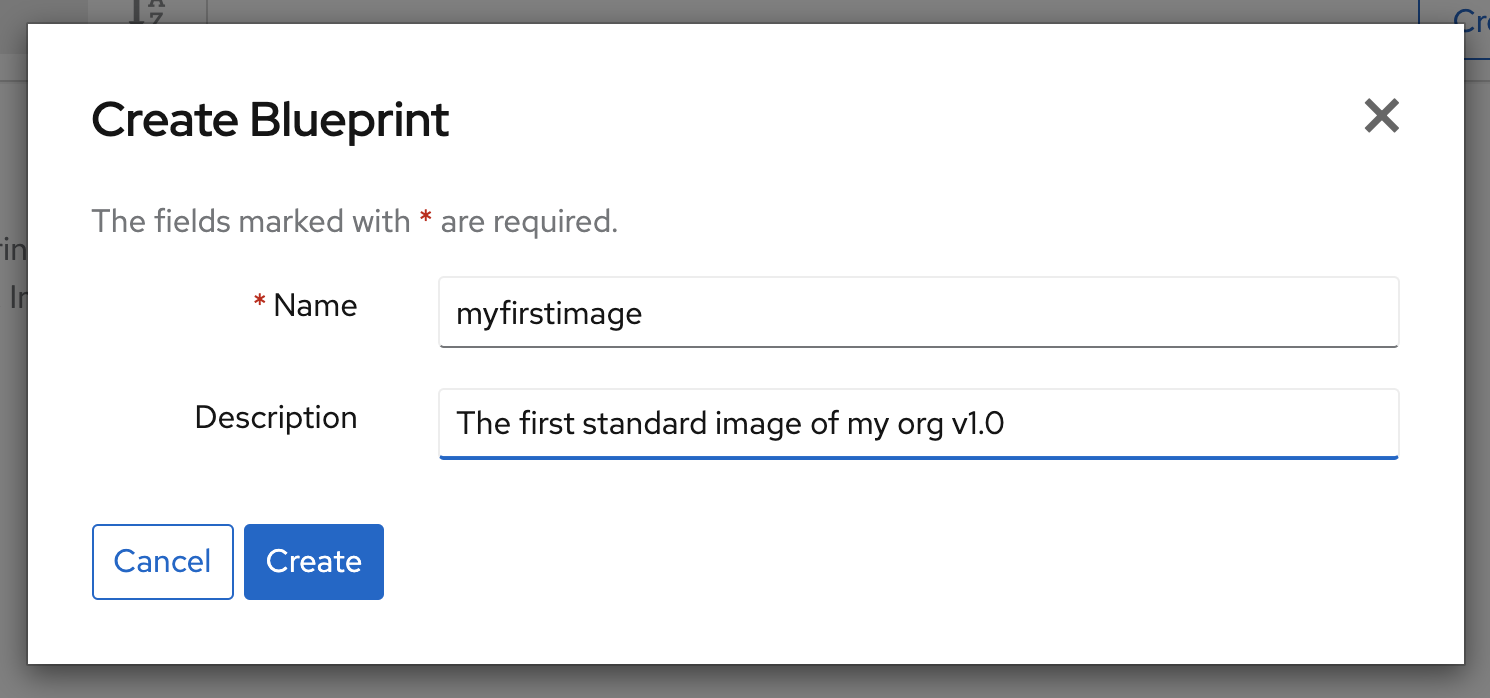 Create Blueprint
The fields marked with * are required.
* Name
myfirstimage
Description
The first standard image of my org v1.0
Cancel
Create